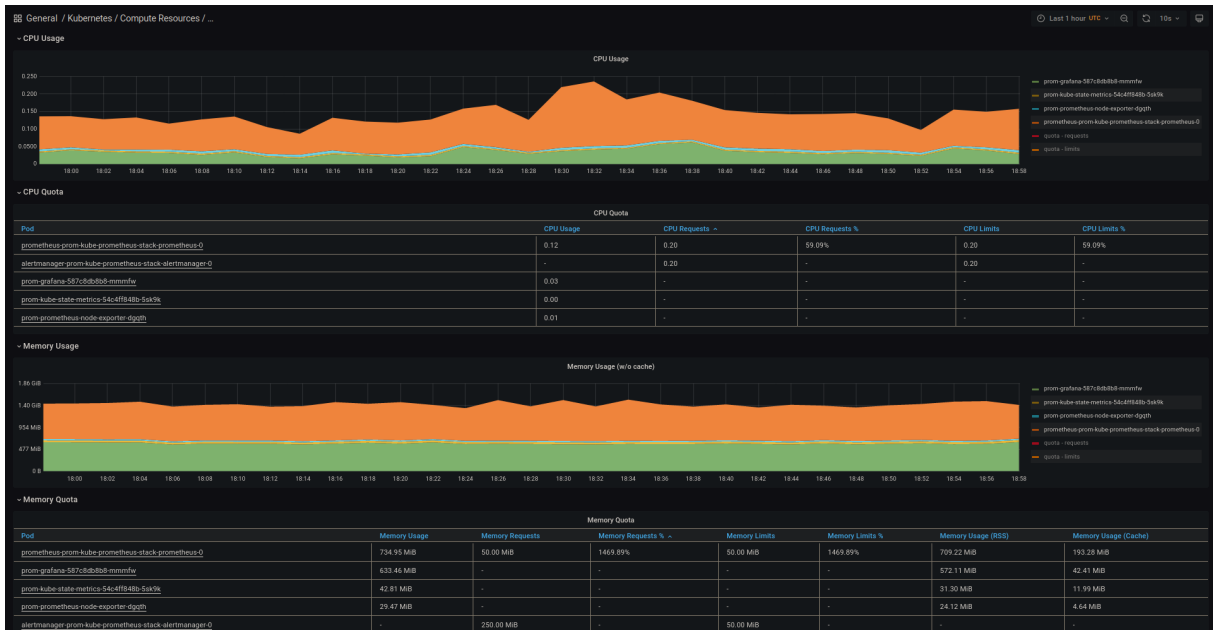 General / Kubernetes / Compute Resources / ...
Last 1 hour UTC
10s
CPU Usage
CPU Usage
0.250
0.200
0.150
0.100
0.0500
0
18:00 18:02 18:04 18:06 18:08 18:10 18:12 18:14 18:16 18:18 18:20 18:22 18:24 18:26 18:28 18:30 18:32 18:34 18:36 18:38 18:40 18:42 18:44 18:46 18:48 18:50 18:52 18:54 18:56 18:58
prom-grafana-587c8db8b8-mmmfw
prom-kube-state-metrics-54c4ff848b-5sk9k
prom-prometheus-node-exporter-dgqth
prometheus-prom-kube-prometheus-stack-prometheus-0
quota - requests
quota - limits
CPU Quota
CPU Quota
Pod CPU Usage CPU Requests CPU Requests % CPU Limits CPU Limits %
prometheus-prom-kube-prometheus-stack-prometheus-0 0.12 0.20 59.09% 0.20 59.09%
alertmanager-prom-kube-prometheus-stack-alertmanager-0 - 0.20 - 0.20 -
prom-grafana-587c8db8b8-mmmfw 0.03 - - - -
prom-kube-state-metrics-54c4ff848b-5sk9k 0.00 - - - -
prom-prometheus-node-exporter-dgqth 0.01 - - - -
Memory Usage
Memory Usage (w/o cache)
1.86 GiB
1.40 GiB
954 MiB
477 MiB
0 B
18:00 18:02 18:04 18:06 18:08 18:10 18:12 18:14 18:16 18:18 18:20 18:22 18:24 18:26 18:28 18:30 18:32 18:34 18:36 18:38 18:40 18:42 18:44 18:46 18:48 18:50 18:52 18:54 18:56 18:58
prom-grafana-587c8db8b8-mmmfw
prom-kube-state-metrics-54c4ff848b-5sk9k
prom-prometheus-node-exporter-dgqth
prometheus-prom-kube-prometheus-stack-prometheus-0
quota - requests
quota - limits
Memory Quota
Memory Quota
Pod Memory Usage Memory Requests Memory Requests % Memory Limits Memory Limits % Memory Usage (RSS) Memory Usage (Cache)
prometheus-prom-kube-prometheus-stack-prometheus-0 734.95 MiB 50.00 MiB 1469.89% 50.00 MiB 1469.89% 709.22 MiB 193.28 MiB
prom-grafana-587c8db8b8-mmmfw 633.46 MiB - - - - 572.11 MiB 42.41 MiB
prom-kube-state-metrics-54c4ff848b-5sk9k 42.81 MiB - - - - 31.30 MiB 11.99 MiB
prom-prometheus-node-exporter-dgqth 29.47 MiB - - - - 24.12 MiB 4.64 MiB
alertmanager-prom-kube-prometheus-stack-alertmanager-0 - 250.00 MiB - 50.00 MiB - - -